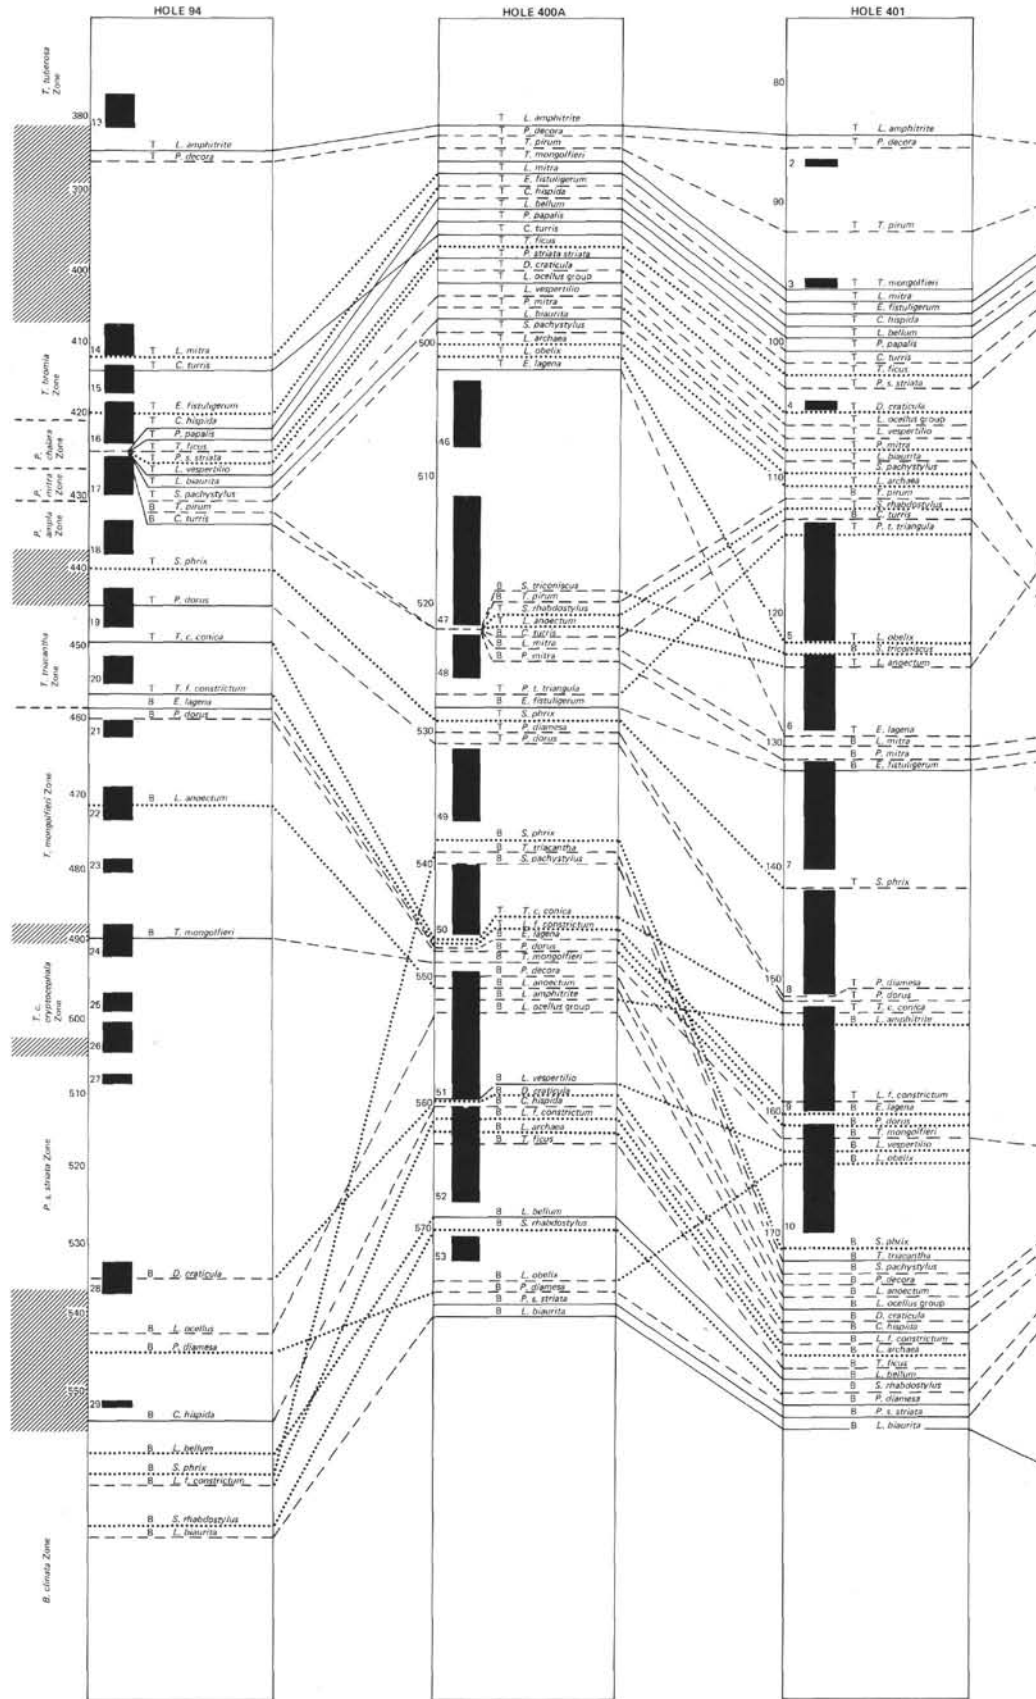 HOLE 94
HOLE 400A
HOLE 401
T. tuberosa Zone
T. bromia Zone
P. chalara Zone
P. mitra Zone
P. ampla Zone
T. triacantha Zone
T. mongolfieri Zone
T. c. cryptocephala Zone
P. s. striata Zone
B. clinata Zone
380
390
400
410
14
15
420
16
17
430
18
440
19
450
20
460
21
470
22
23
480
490
24
25
500
26
27
510
520
530
28
540
550
29
T L. amphitrite
T P. decora
T L. mitra
T C. turris
T E. fistuligerum
T C. hispida
T P. papalis
T T. ficus
T P. s. striata
T L. vespertilio
T L. biaurita
T S. pachystylus
B T. pirum
B C. turris
T S. phrix
T P. dorus
T T. c. conica
T T. f. constrictum
B E. lagena
B P. dorus
B L. anoectum
B T. mongolfieri
B D. craticula
B L. ocellus
B P. diamesa
B C. hispida
B L. bellum
B S. phrix
B L. f. constrictum
B S. rhabdostylus
B L. biaurita
T L. amphitrite
T P. decora
T T. pirum
T T. mongolfieri
T L. mitra
T E. fistuligerum
T C. hispida
T L. bellum
T P. papalis
T C. turris
T T. ficus
T P. striata striata
T D. craticula
T L. ocellus group
T L. vespertilio
T P. mitra
T L. biaurita
T S. pachystylus
T L. archaea
T L. obelix
T E. lagena
500
46
510
520
47
48
530
49
540
50
550
51
560
52
570
53
B S. triconiscus
B T. pirum
T S. rhabdostylus
T L. anoectum
B C. turris
B L. mitra
B P. mitra
T P. t. triangula
B E. fistuligerum
T S. phrix
T P. diamesa
T P. dorus
B S. phrix
B T. triacantha
B S. pachystylus
T T. c. conica
T L. f. constrictum
B E. lagena
B P. dorus
B T. mongolfieri
B P. decora
B L. anoectum
B L. amphitrite
B L. ocellus group
B L. vespertilio
B D. craticula
B C. hispida
B L. f. constrictum
B L. archaea
B T. ficus
B L. bellum
B S. rhabdostylus
B L. obelix
B P. diamesa
B P. s. striata
B L. biaurita
80
2
90
3
100
4
110
120
5
6
130
140
7
150
8
9
160
10
170
T L. amphitrite
T P. decora
T T. pirum
T T. mongolfieri
T L. mitra
T E. fistuligerum
T C. hispida
T L. bellum
T P. papalis
T C. turris
T T. ficus
T P. s. striata
T D. craticula
T L. ocellus group
T L. vespertilio
T P. mitra
T L. biaurita
T S. pachystylus
T L. archaea
B T. pirum
T S. rhabdostylus
B C. turris
T P. t. triangula
T L. obelix
B S. triconiscus
T L. anoectum
T E. lagena
B L. mitra
B P. mitra
B E. fistuligerum
T S. phrix
T P. diamesa
T P. dorus
T T. c. conica
B L. amphitrite
T L. f. constrictum
B E. lagena
B P. dorus
B T. mongolfieri
B L. vespertilio
B L. obelix
B S. phrix
B T. triacantha
B S. pachystylus
B P. decora
B L. anoectum
B L. ocellus group
B D. craticula
B C. hispida
B L. f. constrictum
B L. archaea
B T. ficus
B L. bellum
B S. rhabdostylus
B P. diamesa
B P. s. striata
B L. biaurita